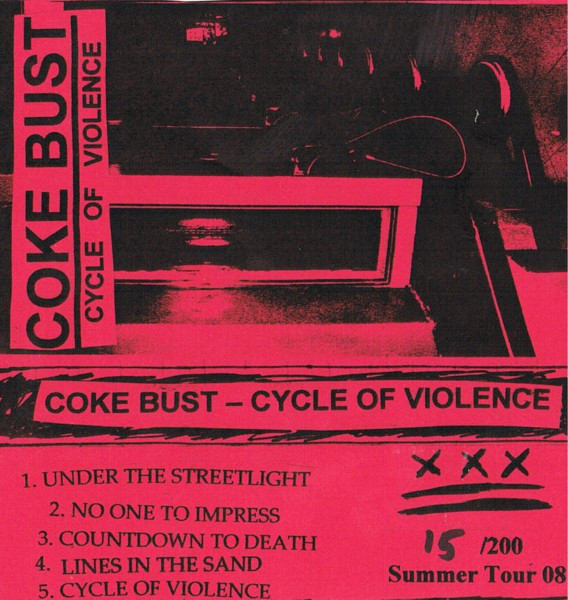 COKE BUST
CYCLE OF VIOLENCE
COKE BUST – CYCLE OF VIOLENCE
1. UNDER THE STREETLIGHT
2. NO ONE TO IMPRESS
3. COUNTDOWN TO DEATH
4. LINES IN THE SAND
5. CYCLE OF VIOLENCE
XXX
15 /200
Summer Tour 08